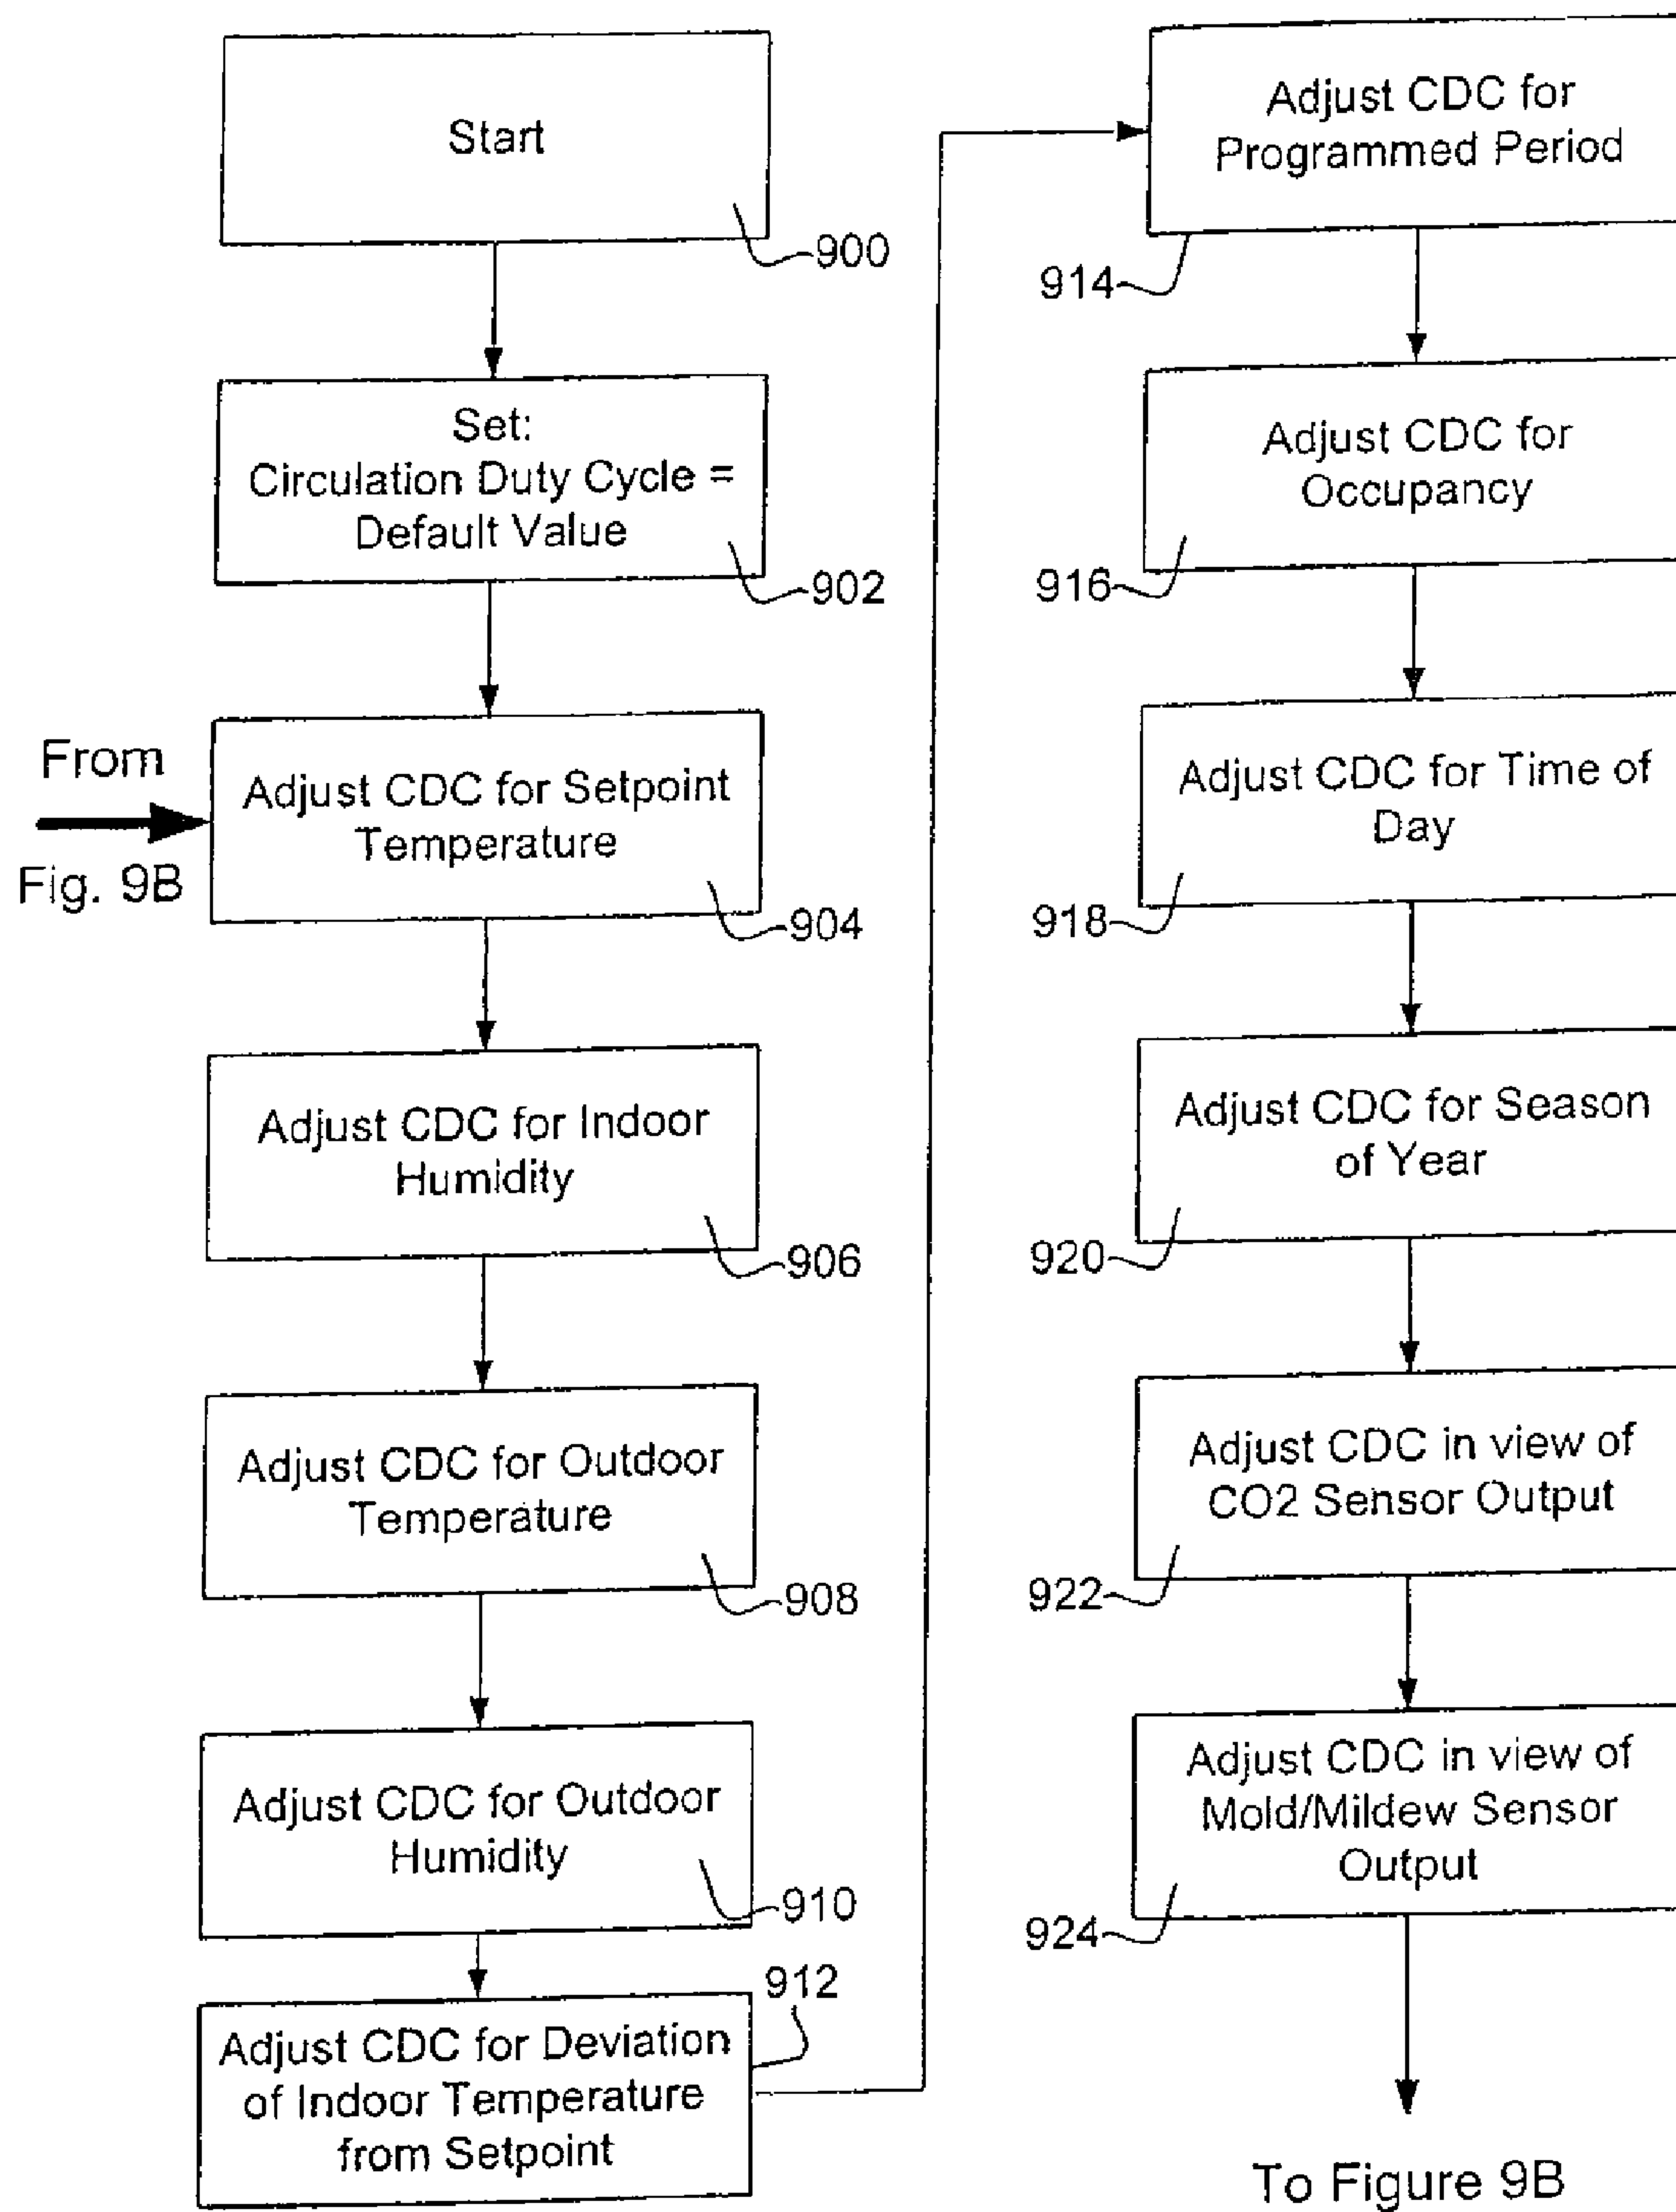 Start
900
Set:
Circulation Duty Cycle =
Default Value
902
From
Fig. 9B
Adjust CDC for Setpoint
Temperature
904
Adjust CDC for Indoor
Humidity
906
Adjust CDC for Outdoor
Temperature
908
Adjust CDC for Outdoor
Humidity
910
912
Adjust CDC for Deviation
of Indoor Temperature
from Setpoint
Adjust CDC for
Programmed Period
914
Adjust CDC for
Occupancy
916
Adjust CDC for Time of
Day
918
Adjust CDC for Season
of Year
920
Adjust CDC in view of
CO2 Sensor Output
922
Adjust CDC in view of
Mold/Mildew Sensor
Output
924
To Figure 9B